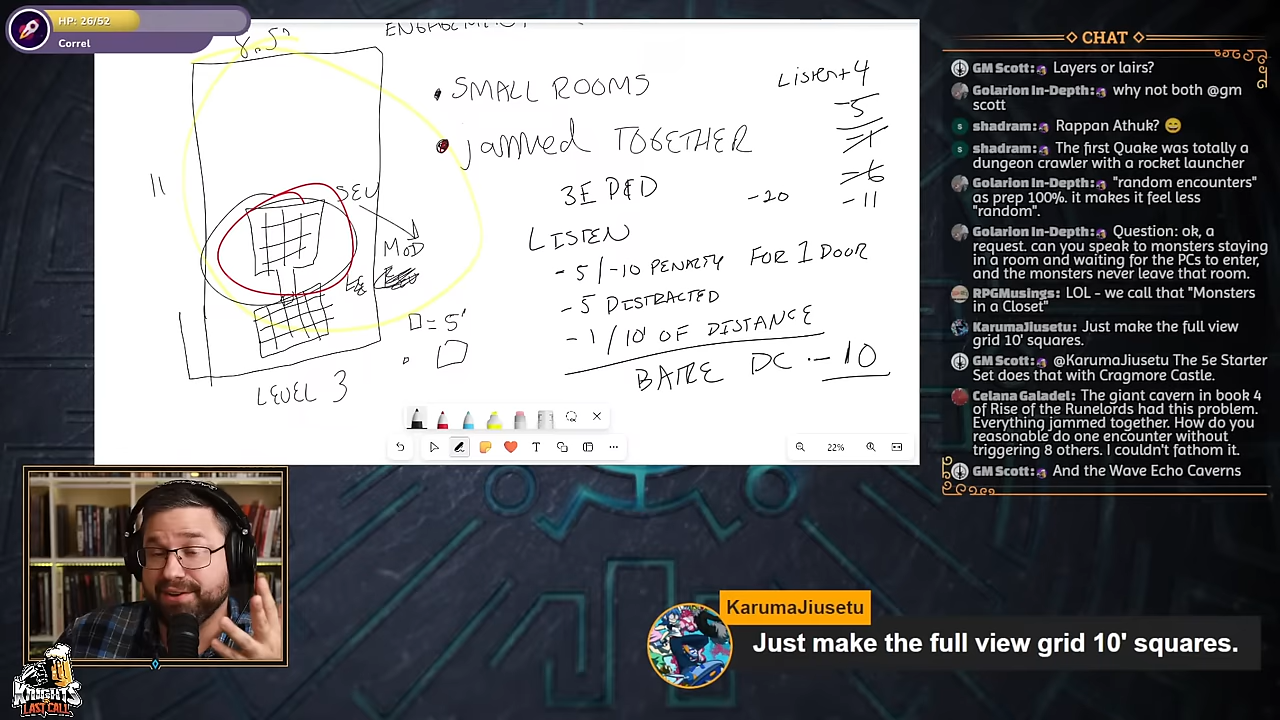 HP: 26/52
Correl
ENGAGEMENT
8.5"
11
SMALL ROOMS
jammed TOGETHER
3E D&D
LISTEN
-5/-10 PENALTY FOR 1 DOOR
-5 DISTRACTED
-1/10' OF DISTANCE
BARE DC -10
Listen+4
-5
-1
-6
-20 -11
SEV
MOD
□ = 5'
LEVEL 3
22%
CHAT
GM Scott: Layers or lairs?
Golarion In-Depth: why not both @gm
scott
shadram: Rappan Athuk? 😄
shadram: The first Quake was totally a
dungeon crawler with a rocket launcher
Golarion In-Depth: "random encounters"
as prep 100%. it makes it feel less
"random".
Golarion In-Depth: Question: ok, a
request. can you speak to monsters staying
in a room and waiting for the PCs to enter,
and the monsters never leave that room.
RPGMusings: LOL - we call that "Monsters
in a Closet"
KarumaJiusetu: Just make the full view
grid 10' squares.
GM Scott: @KarumaJiusetu The 5e Starter
Set does that with Cragmore Castle.
Celana Galadel: The giant cavern in book 4
of Rise of the Runelords had this problem.
Everything jammed together. How do you
reasonable do one encounter without
triggering 8 others. I couldn't fathom it.
GM Scott: And the Wave Echo Caverns
KarumaJiusetu
Just make the full view grid 10' squares.
KNIGHTS
LAST CALL